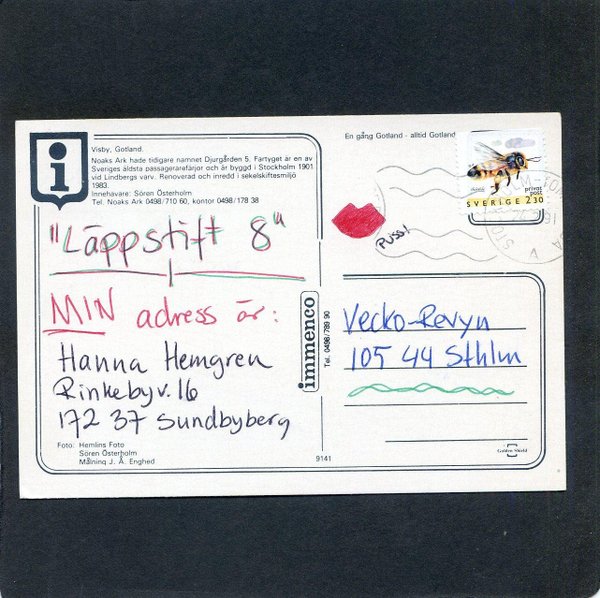 Visby, Gotland.
Noaks Ark hade tidigare namnet Djurgården 5. Fartyget är en av
Sveriges äldsta passagerarefärjor och är byggd i Stockholm 1901
vid Lindbergs varv. Renoverad och inredd i sekelskiftesmiljö
1983.
Innehavare: Sören Österholm
Tel. Noaks Ark 0498/710 60, kontor 0498/178 38
En gång Gotland - alltid Gotland
privat
post
SVERIGE 2.30
"Läppstift 8"
PUSS!
MIN adress är:
Hanna Hemgren
Rinkebyv. 16
172 37 Sundbyberg
immenco
Tel. 0498/789 90
Vecko-Revyn
105 44 Sthlm
Foto: Hemlins Foto
Sören Österholm
Målning J. A. Enghed
9141
Golden Shield